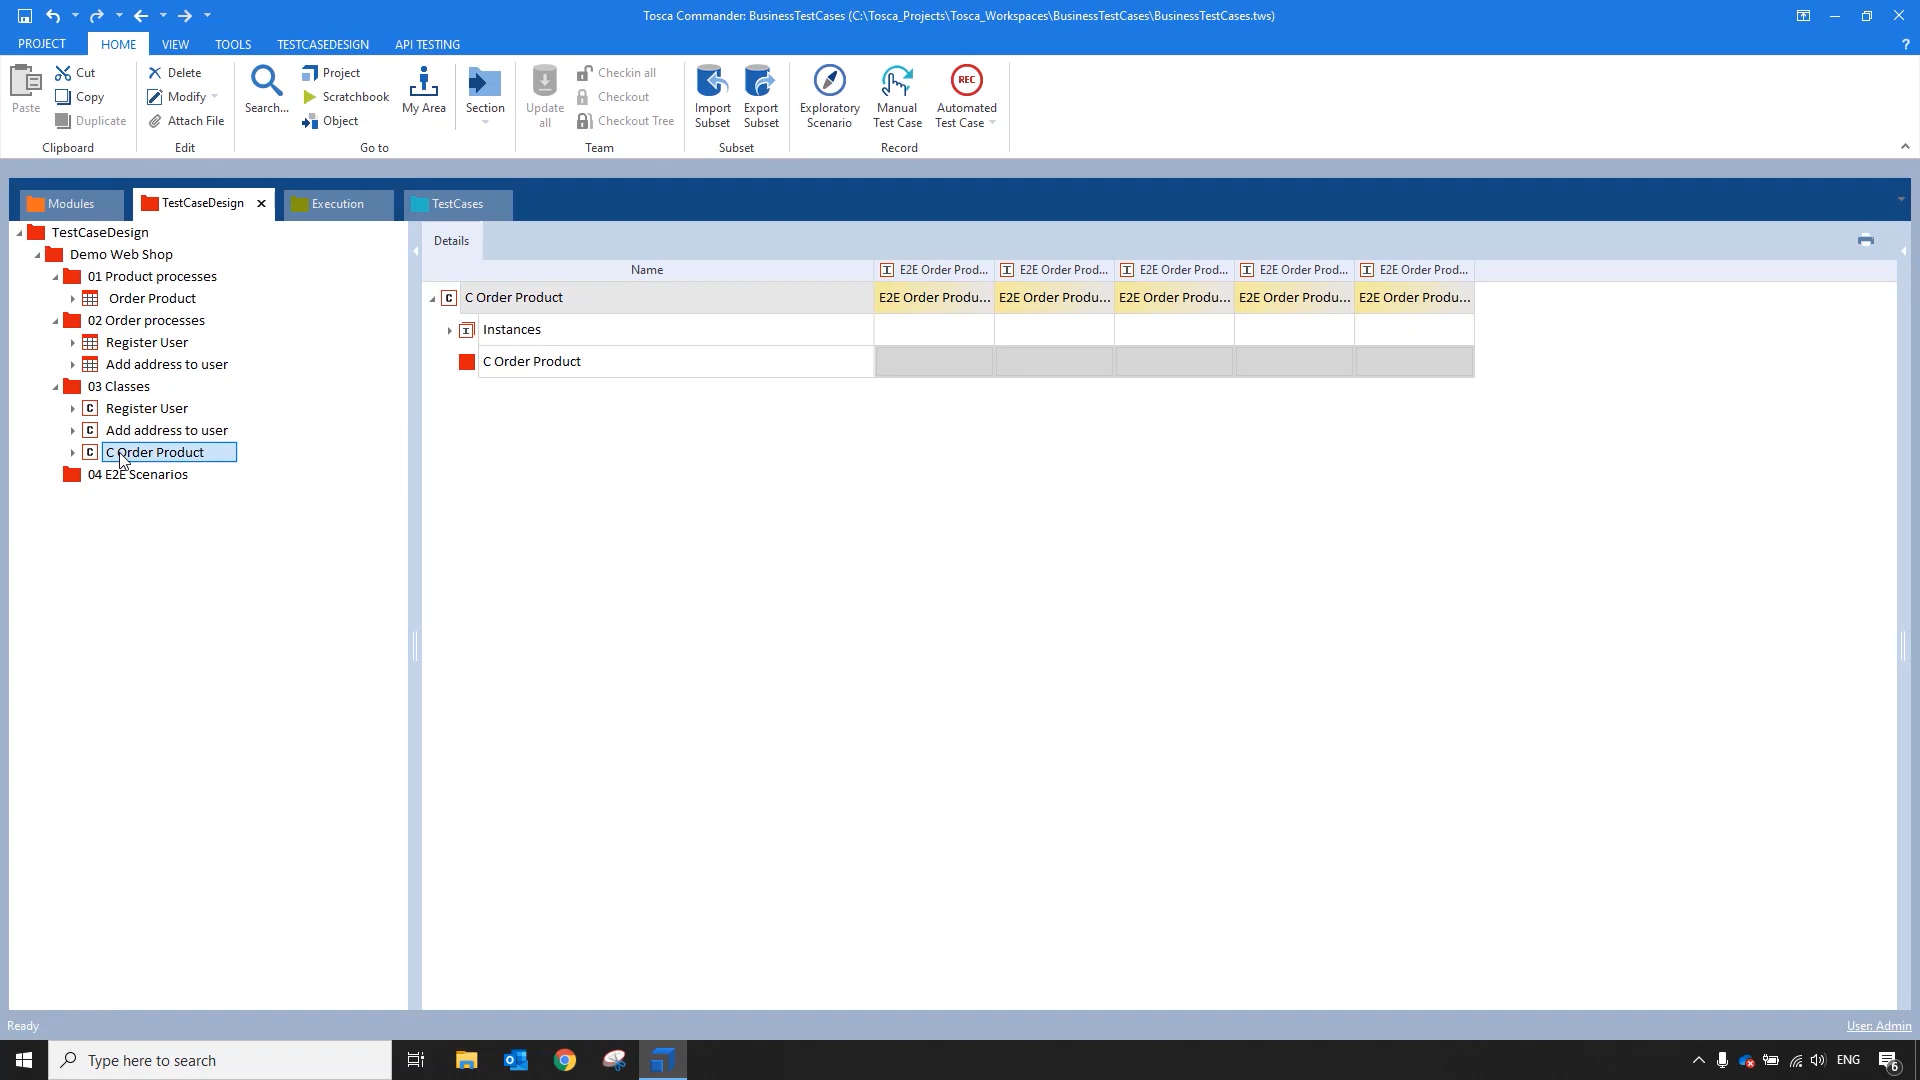 Tosca Commander: BusinessTestCases (C:\Tosca_Projects\Tosca_Workspaces\BusinessTestCases\BusinessTestCases.tws)
PROJECT HOME VIEW TOOLS TESTCASEDESIGN API TESTING ?
Paste
Cut
Copy
Duplicate
Clipboard
Delete
Modify
Attach File
Edit
Search...
Project
Scratchbook
Object
My Area
Go to
Section
Update all
Checkin all
Checkout
Checkout Tree
Team
Import Subset
Export Subset
Subset
Exploratory Scenario
Manual Test Case
REC
Automated Test Case
Record
Modules TestCaseDesign Execution TestCases
TestCaseDesign
Demo Web Shop
01 Product processes
Order Product
02 Order processes
Register User
Add address to user
03 Classes
C Register User
C Add address to user
C C Order Product
04 E2E Scenarios
Details
Name I E2E Order Prod... I E2E Order Prod... I E2E Order Prod... I E2E Order Prod... I E2E Order Prod...
C C Order Product E2E Order Produ... E2E Order Produ... E2E Order Produ... E2E Order Produ... E2E Order Produ...
I Instances
C Order Product
Ready User: Admin
Type here to search ENG 6